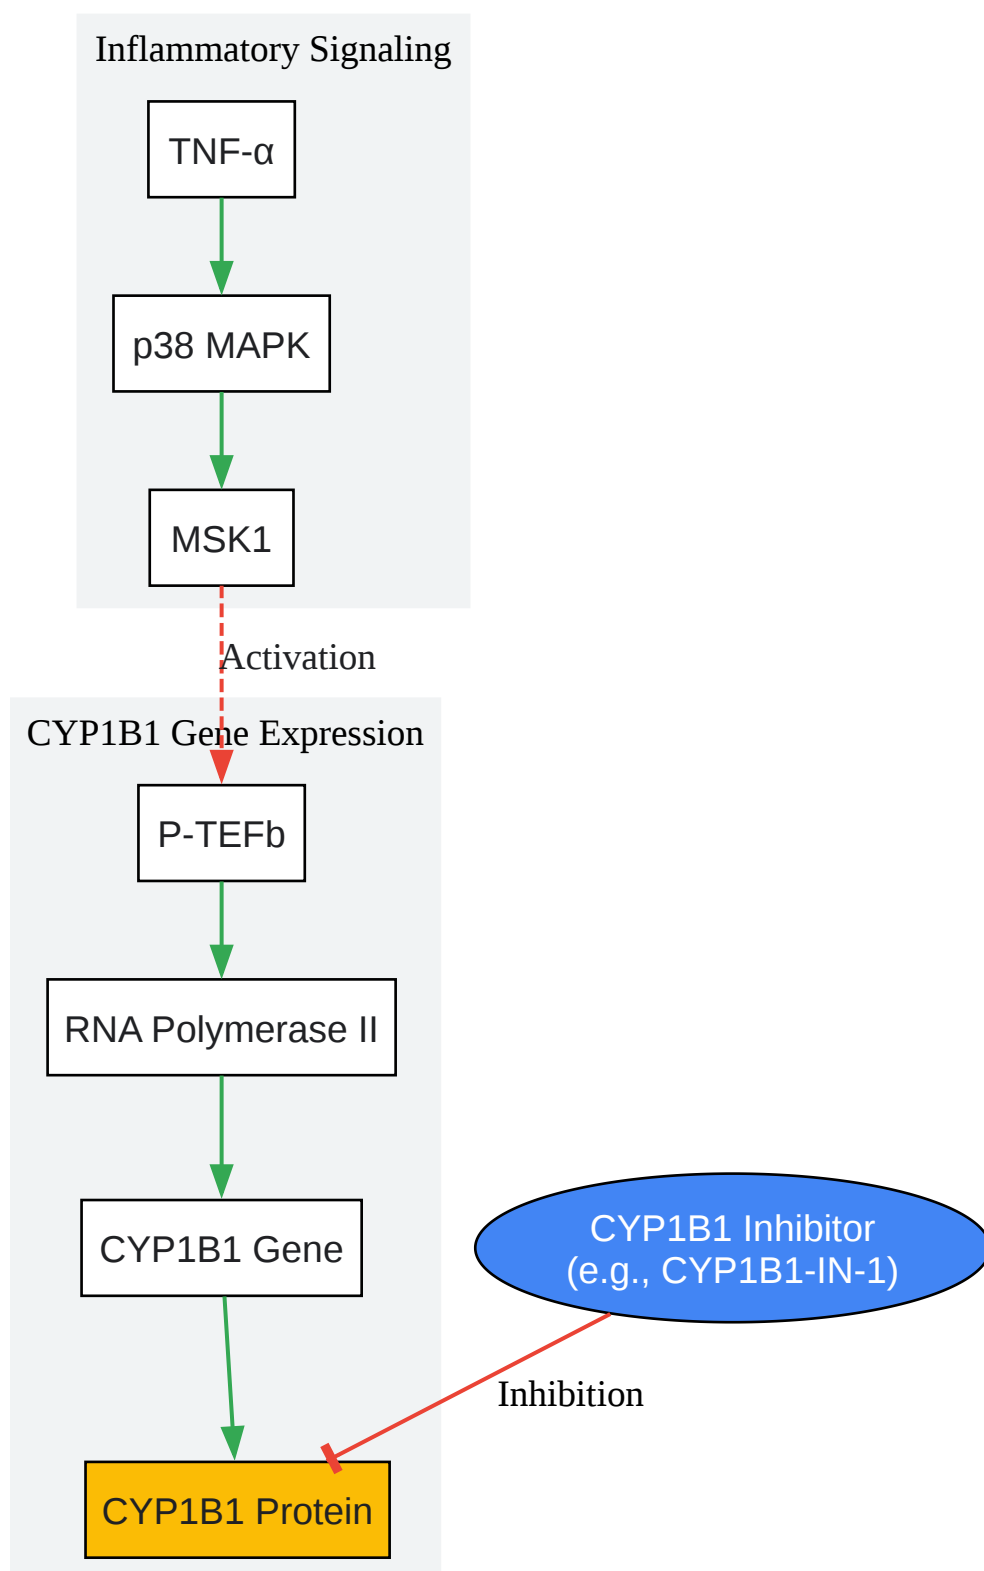 Inflammatory Signaling
TNF-α
p38 MAPK
MSK1
Activation
CYP1B1 Gene Expression
P-TEFb
RNA Polymerase II
CYP1B1 Gene
CYP1B1 Inhibitor
(e.g., CYP1B1-IN-1)
Inhibition
CYP1B1 Protein